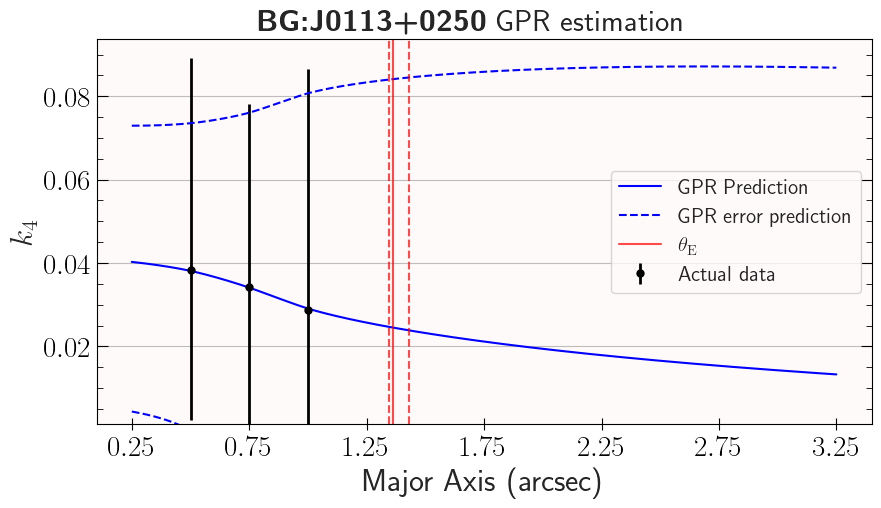 BG:J0113+0250 GPR estimation
k₄
0.08
0.06
0.04
0.02
GPR Prediction
GPR error prediction
θ_E
Actual data
0.25 0.75 1.25 1.75 2.25 2.75 3.25
Major Axis (arcsec)